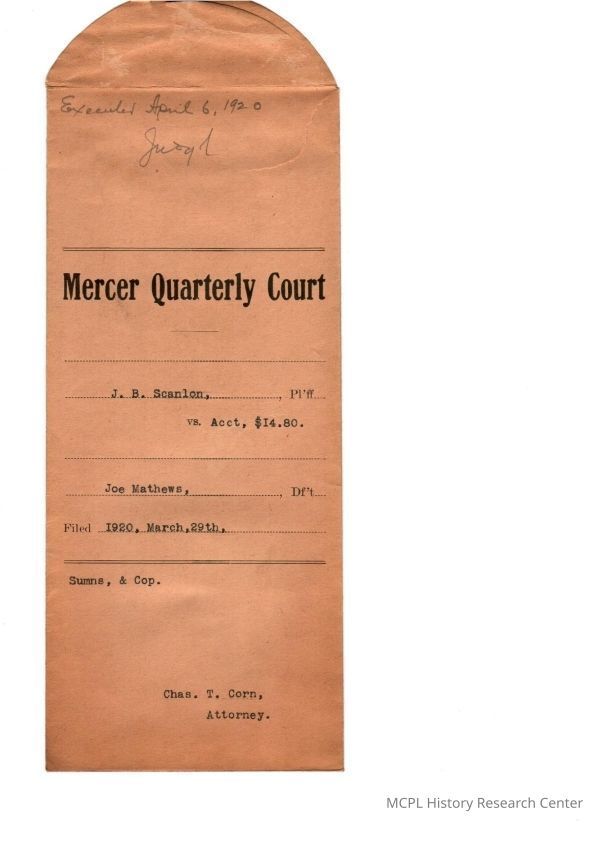 Executed April 6, 1920
Mercer Quarterly Court
J. B. Scanlon, , Pl'ff
vs. Acct, $14.80.
Joe Mathews, , Df't
Filed 1920, March,29th,
Sumns, & Cop.
Chas. T. Corn,
Attorney.
MCPL History Research Center